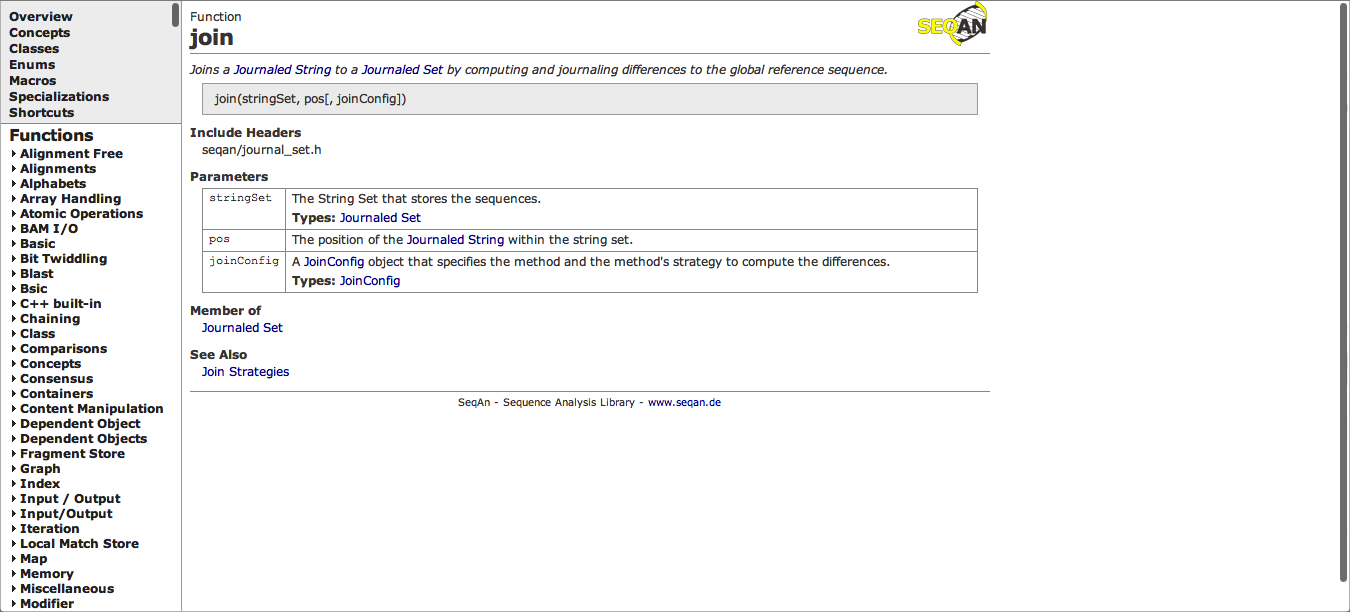 Overview
Concepts
Classes
Enums
Macros
Specializations
Shortcuts
Functions
Alignment Free
Alignments
Alphabets
Array Handling
Atomic Operations
BAM I/O
Basic
Bit Twiddling
Blast
Bsic
C++ built-in
Chaining
Class
Comparisons
Concepts
Consensus
Containers
Content Manipulation
Dependent Object
Dependent Objects
Fragment Store
Graph
Index
Input / Output
Input/Output
Iteration
Local Match Store
Map
Memory
Miscellaneous
Modifier
Function
join
SEQAN
Joins a Journaled String to a Journaled Set by computing and journaling differences to the global reference sequence.
join(stringSet, pos[, joinConfig])
Include Headers
seqan/journal_set.h
Parameters
stringSet The String Set that stores the sequences.
Types: Journaled Set
pos The position of the Journaled String within the string set.
joinConfig A JoinConfig object that specifies the method and the method's strategy to compute the differences.
Types: JoinConfig
Member of
Journaled Set
See Also
Join Strategies
SeqAn - Sequence Analysis Library - www.seqan.de